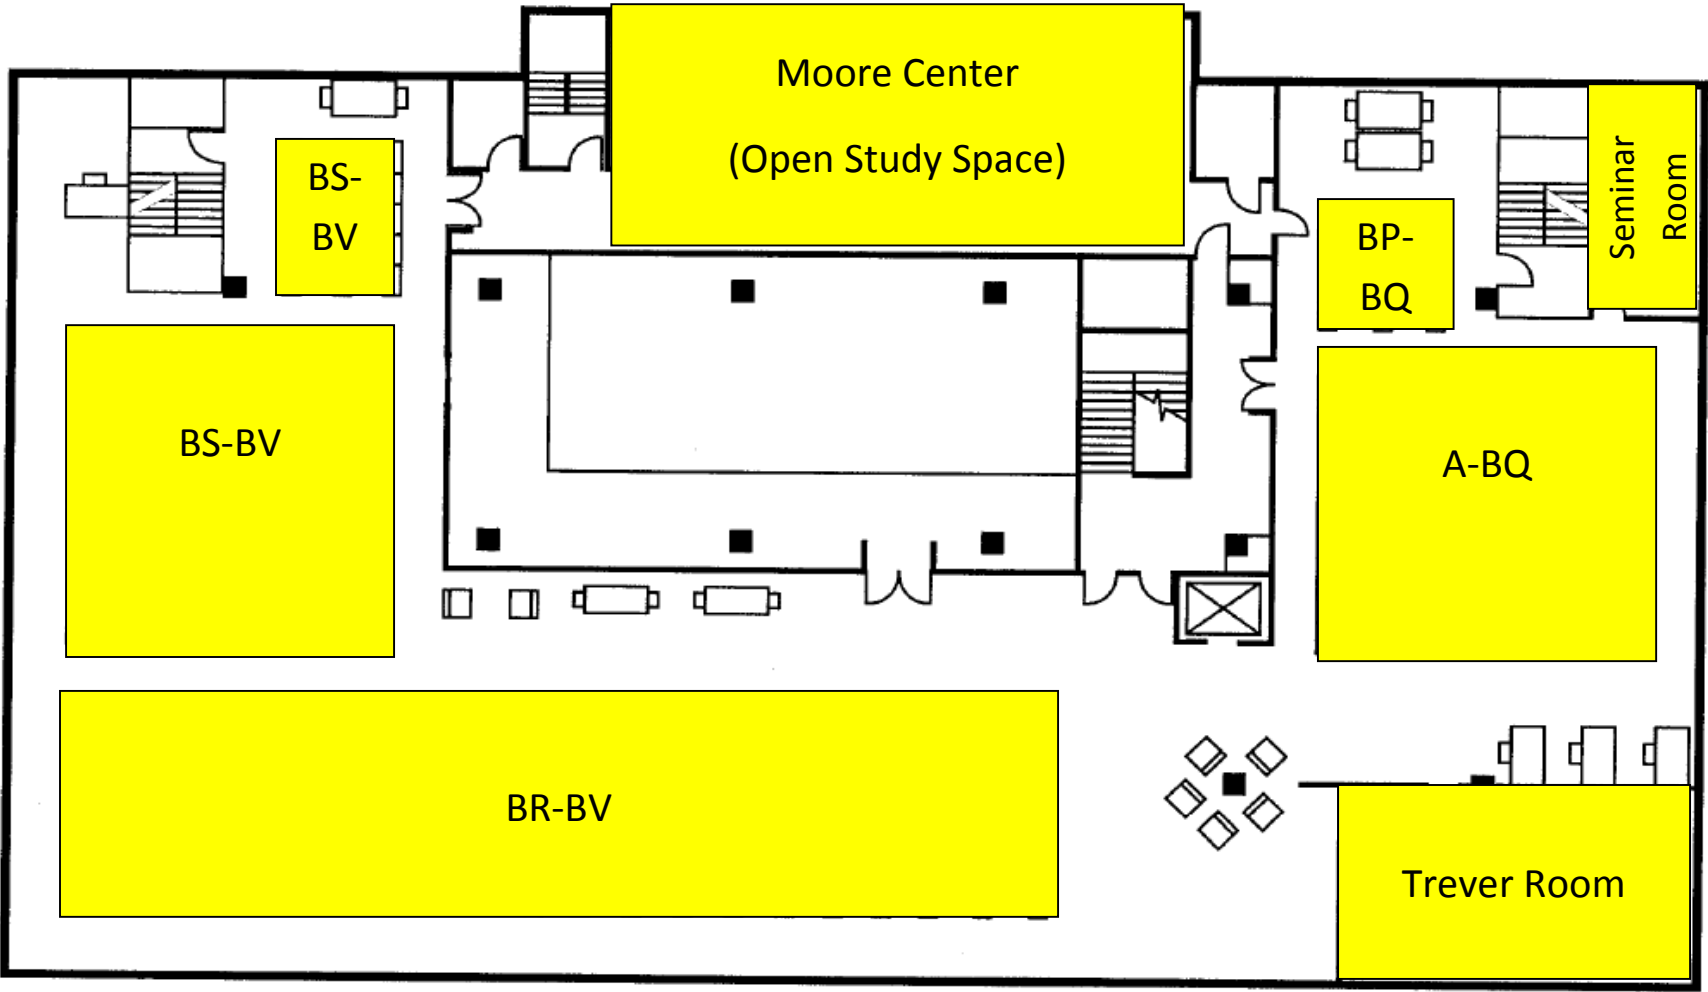 Moore Center
(Open Study Space)
BS-
BV
BP-
BQ
Seminar
Room
BS-BV
A-BQ
BR-BV
Trever Room